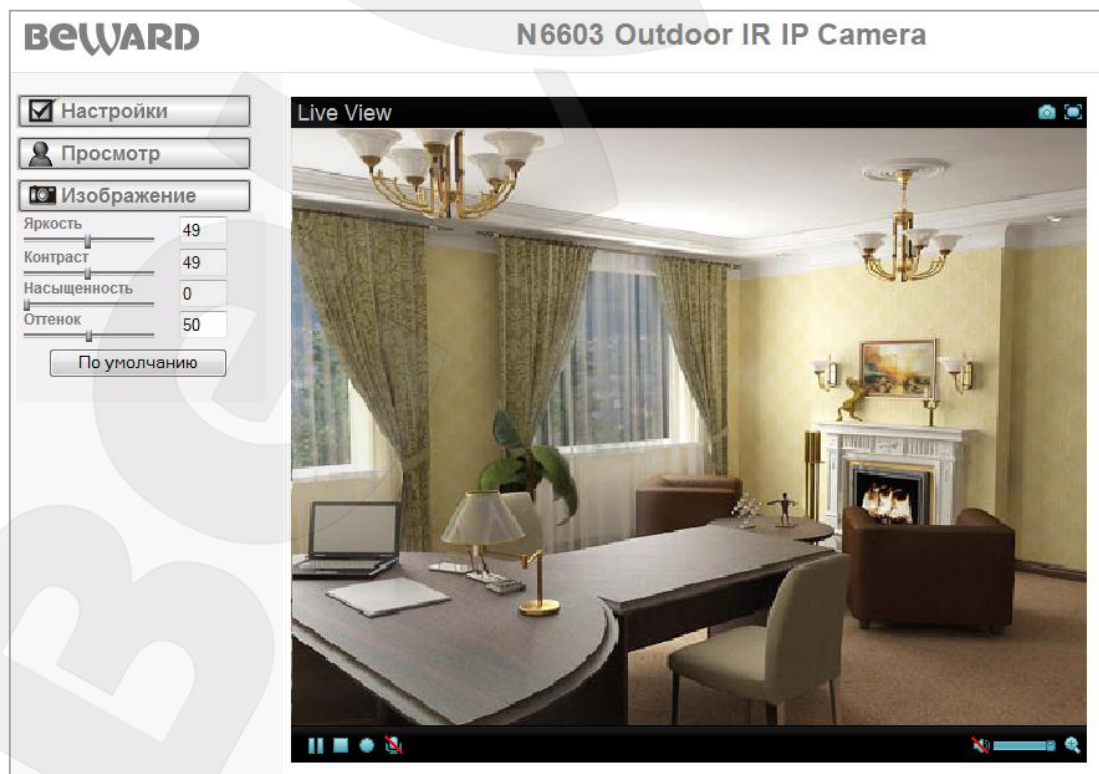 BEWARD
N6603 Outdoor IR IP Camera
Настройки
Просмотр
Изображение
Яркость
49
Контраст
49
Насыщенность
0
Оттенок
50
По умолчанию
Live View